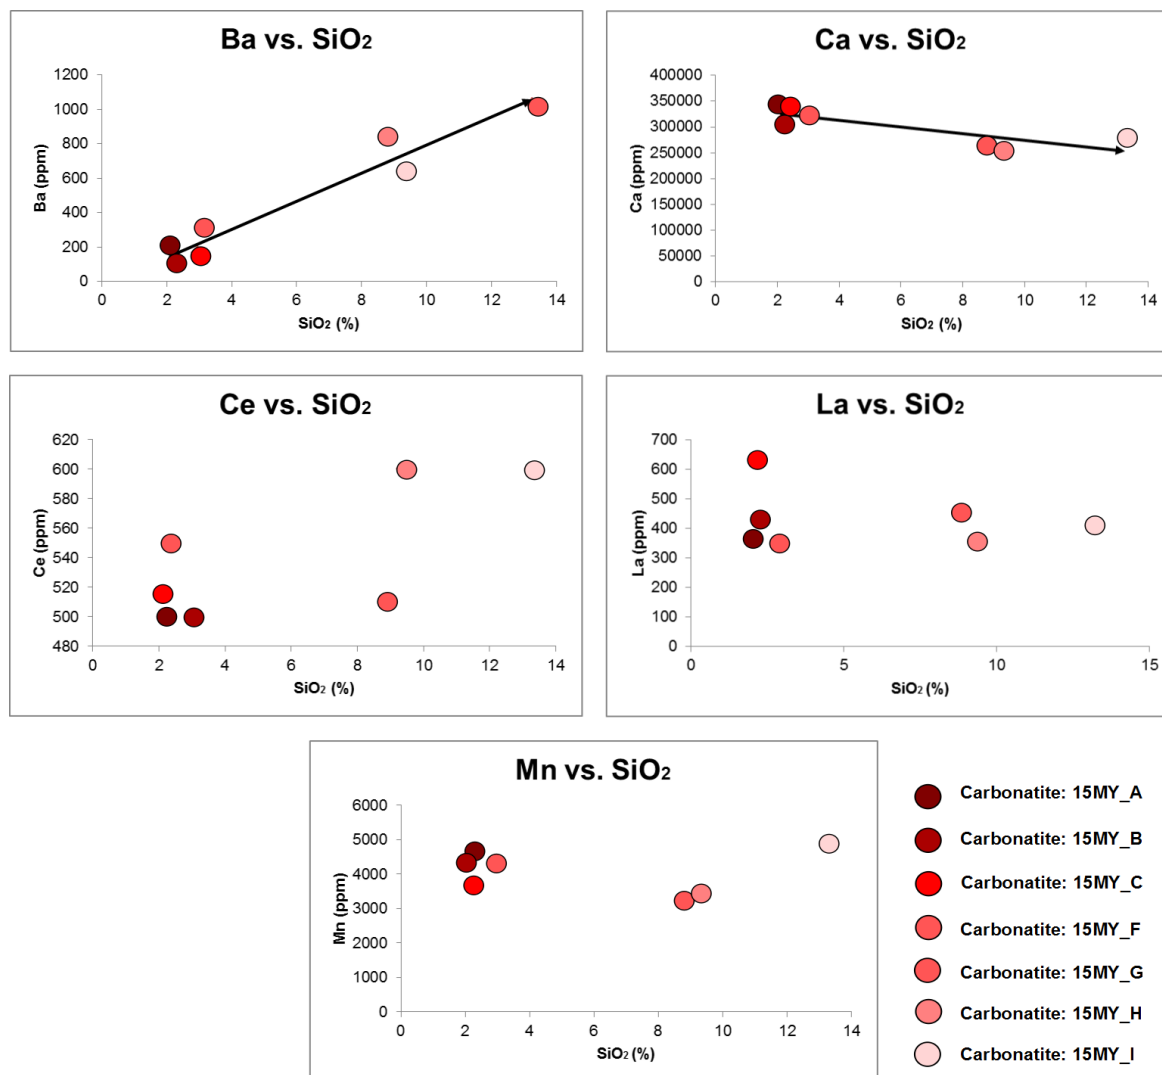 Ba vs. SiO2
1200
1000
800
600
400
200
0
Ba (ppm)
0 2 4 6 8 10 12 14
SiO2 (%)
Ca vs. SiO2
400000
350000
300000
250000
200000
150000
100000
50000
0
Ca (ppm)
0 2 4 6 8 10 12 14
SiO2 (%)
Ce vs. SiO2
620
600
580
560
540
520
500
480
Ce (ppm)
0 2 4 6 8 10 12 14
SiO2 (%)
La vs. SiO2
700
600
500
400
300
200
100
0
La (ppm)
0 5 10 15
SiO2 (%)
Mn vs. SiO2
6000
5000
4000
3000
2000
1000
0
Mn (ppm)
0 2 4 6 8 10 12 14
SiO2 (%)
Carbonatite: 15MY_A
Carbonatite: 15MY_B
Carbonatite: 15MY_C
Carbonatite: 15MY_F
Carbonatite: 15MY_G
Carbonatite: 15MY_H
Carbonatite: 15MY_I